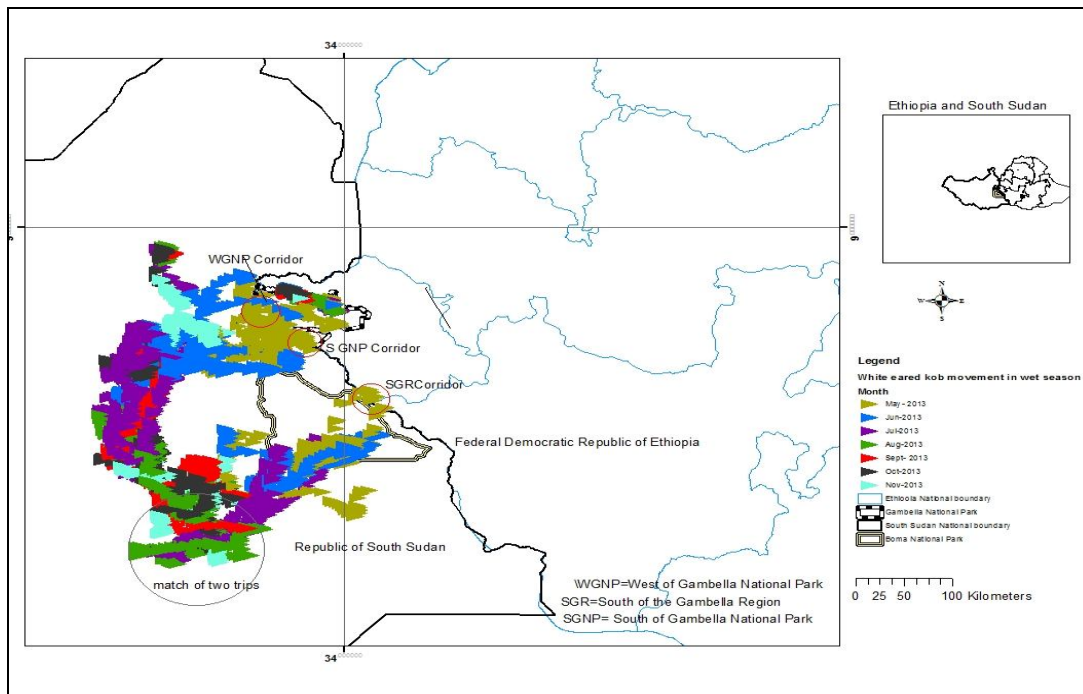 34°000000
Ethiopia and South Sudan
9°000000
9°000000
WGNP Corridor
S GNP Corridor
SGRCorridor
Federal Democratic Republic of Ethiopia
Republic of South Sudan
match of two trips
WGNP=West of Gambella National Park
SGR=South of the Gambella Region
SGNP= South of Gambella National Park
34°000000
N
W E
S
Legend
White eared kob movement in wet season
Month
May- 2013
Jun-2013
Jul-2013
Aug-2013
Sept- 2013
Oct-2013
Nov-2013
Ethiopia National boundary
Gambella National Park
South Sudan National boundary
Boma National Park
0 25 50 100 Kilometers